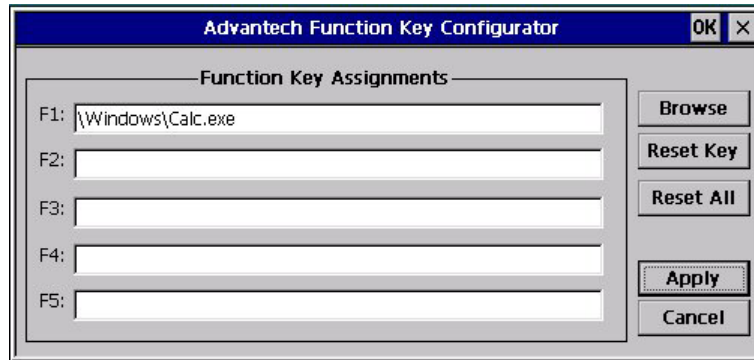 Advantech Function Key Configurator OK ×
Function Key Assignments
F1: \Windows\Calc.exe
F2:
F3:
F4:
F5:
Browse
Reset Key
Reset All
Apply
Cancel